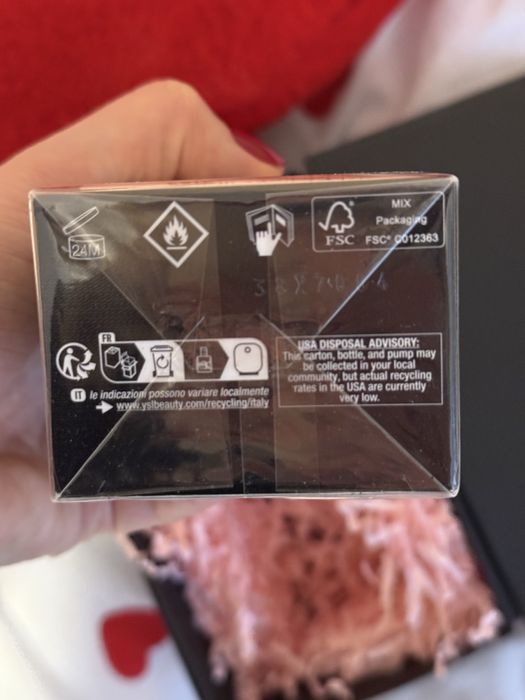 24M
MIX
Packaging
FSC
FSC® C012363
FR
USA DISPOSAL ADVISORY:
This carton, bottle, and pump may
be collected in your local
community, but actual recycling
rates in the USA are currently
very low.
IT le indicazioni possono variare localmente
www.yslbeauty.com/recycling/italy